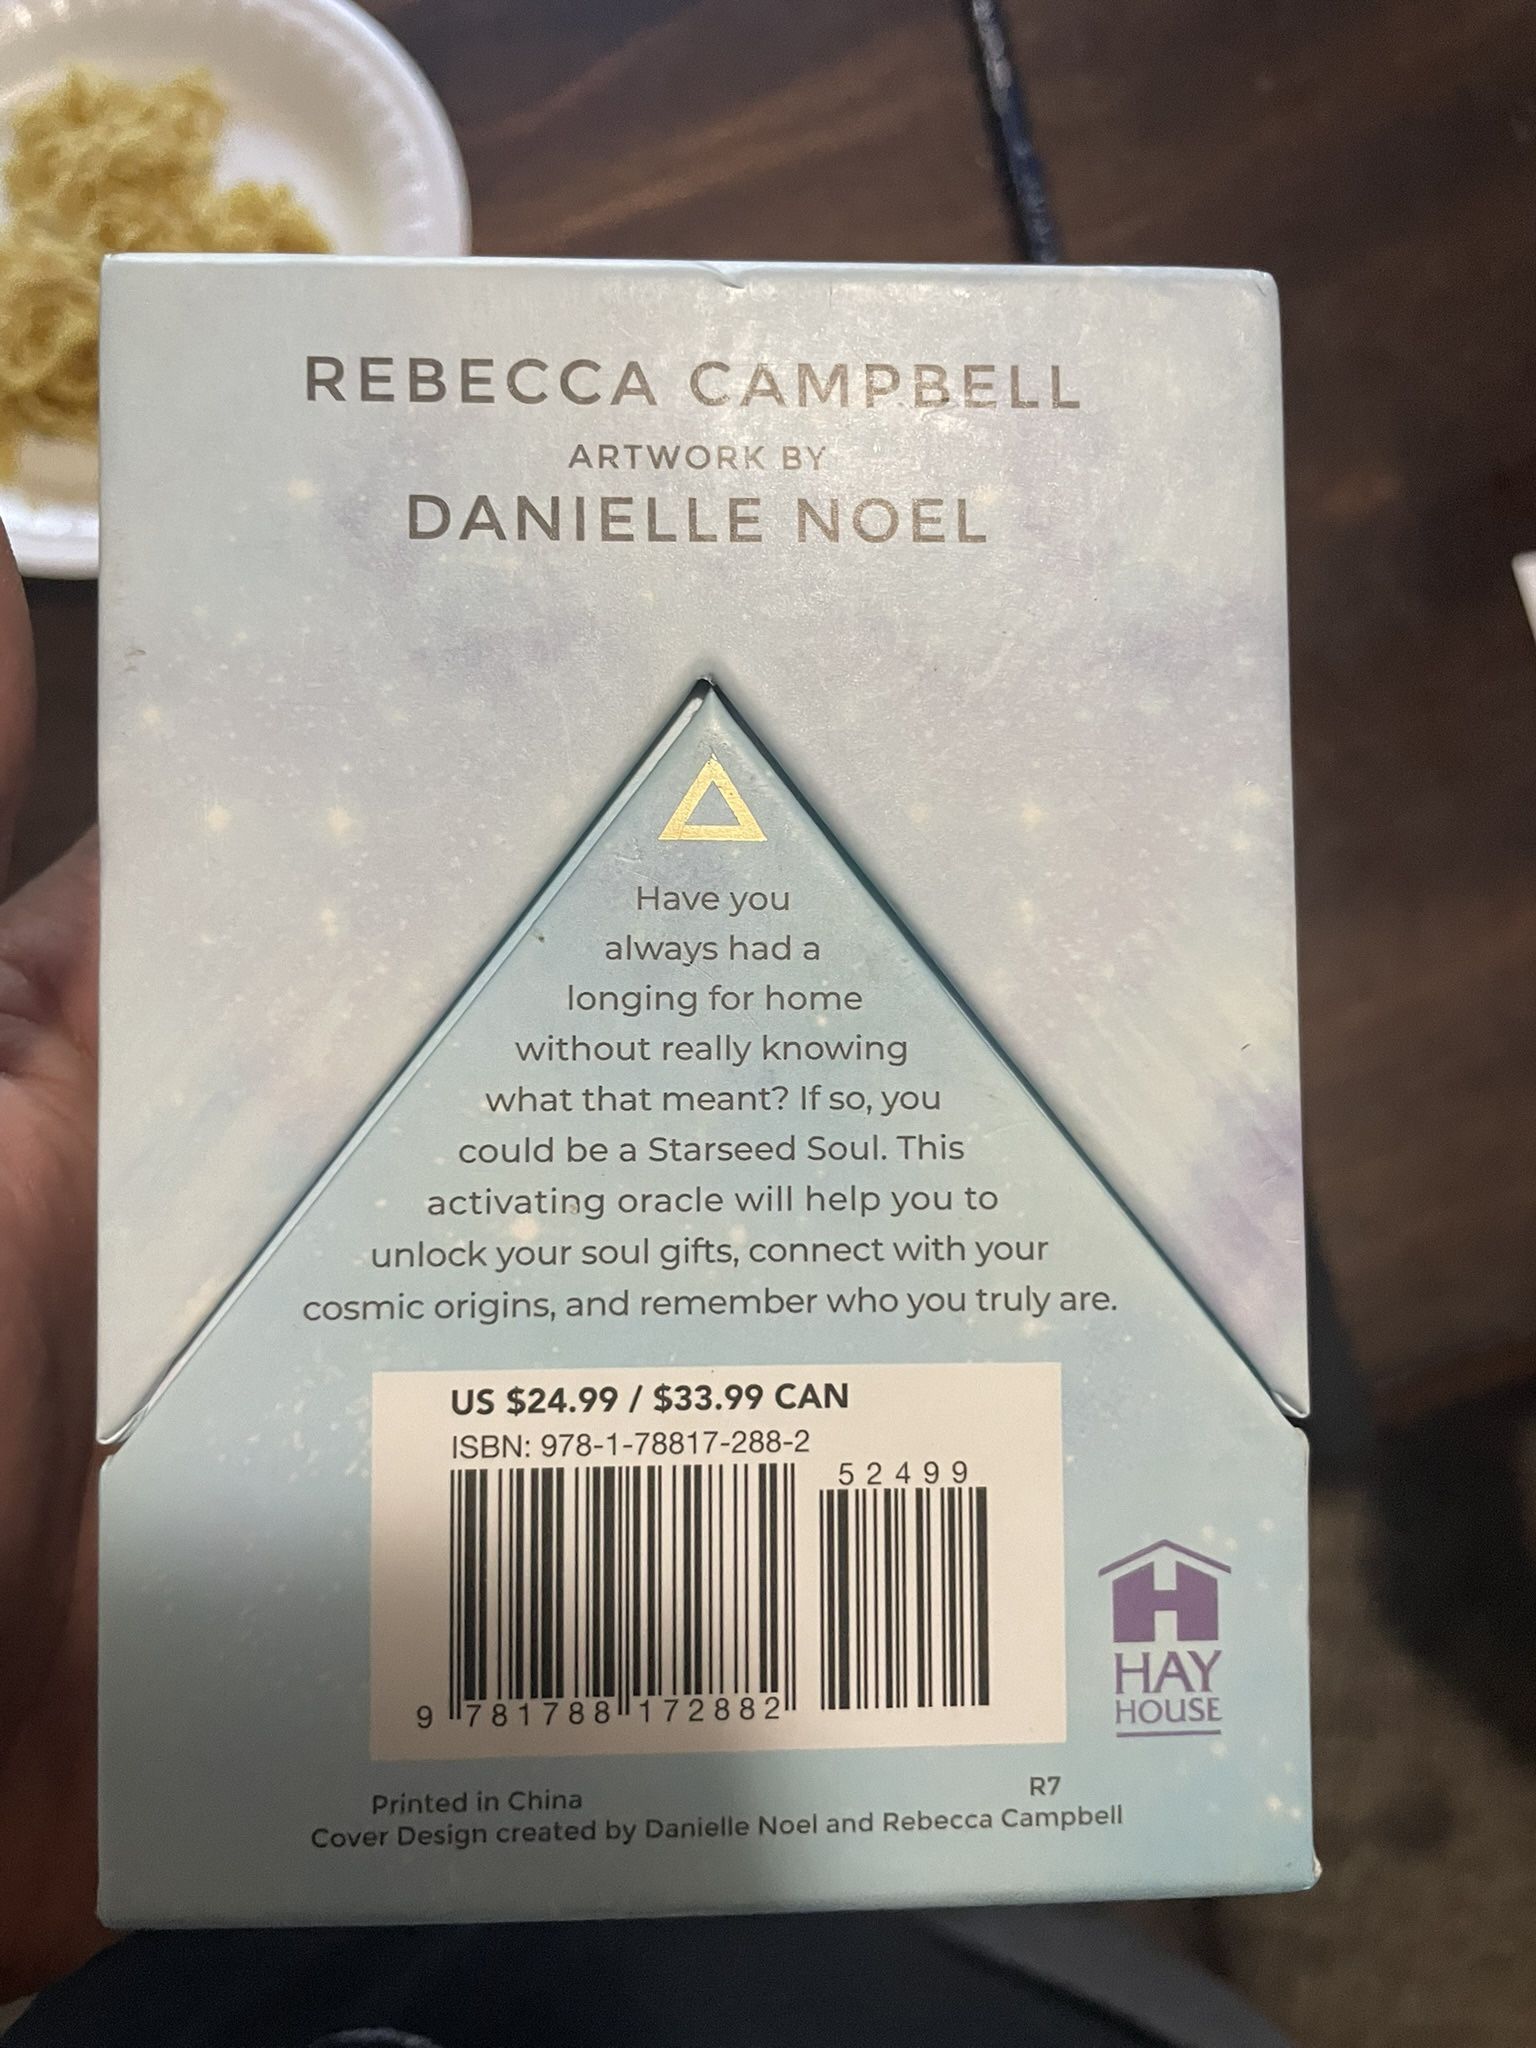 REBECCA CAMPBELL
ARTWORK BY
DANIELLE NOEL
Have you
always had a
longing for home
without really knowing
what that meant? If so, you
could be a Starseed Soul. This
activating oracle will help you to
unlock your soul gifts, connect with your
cosmic origins, and remember who you truly are.
US $24.99 / $33.99 CAN
ISBN: 978-1-78817-288-2
52499
9 781788 172882
HAY
HOUSE
Printed in China
R7
Cover Design created by Danielle Noel and Rebecca Campbell